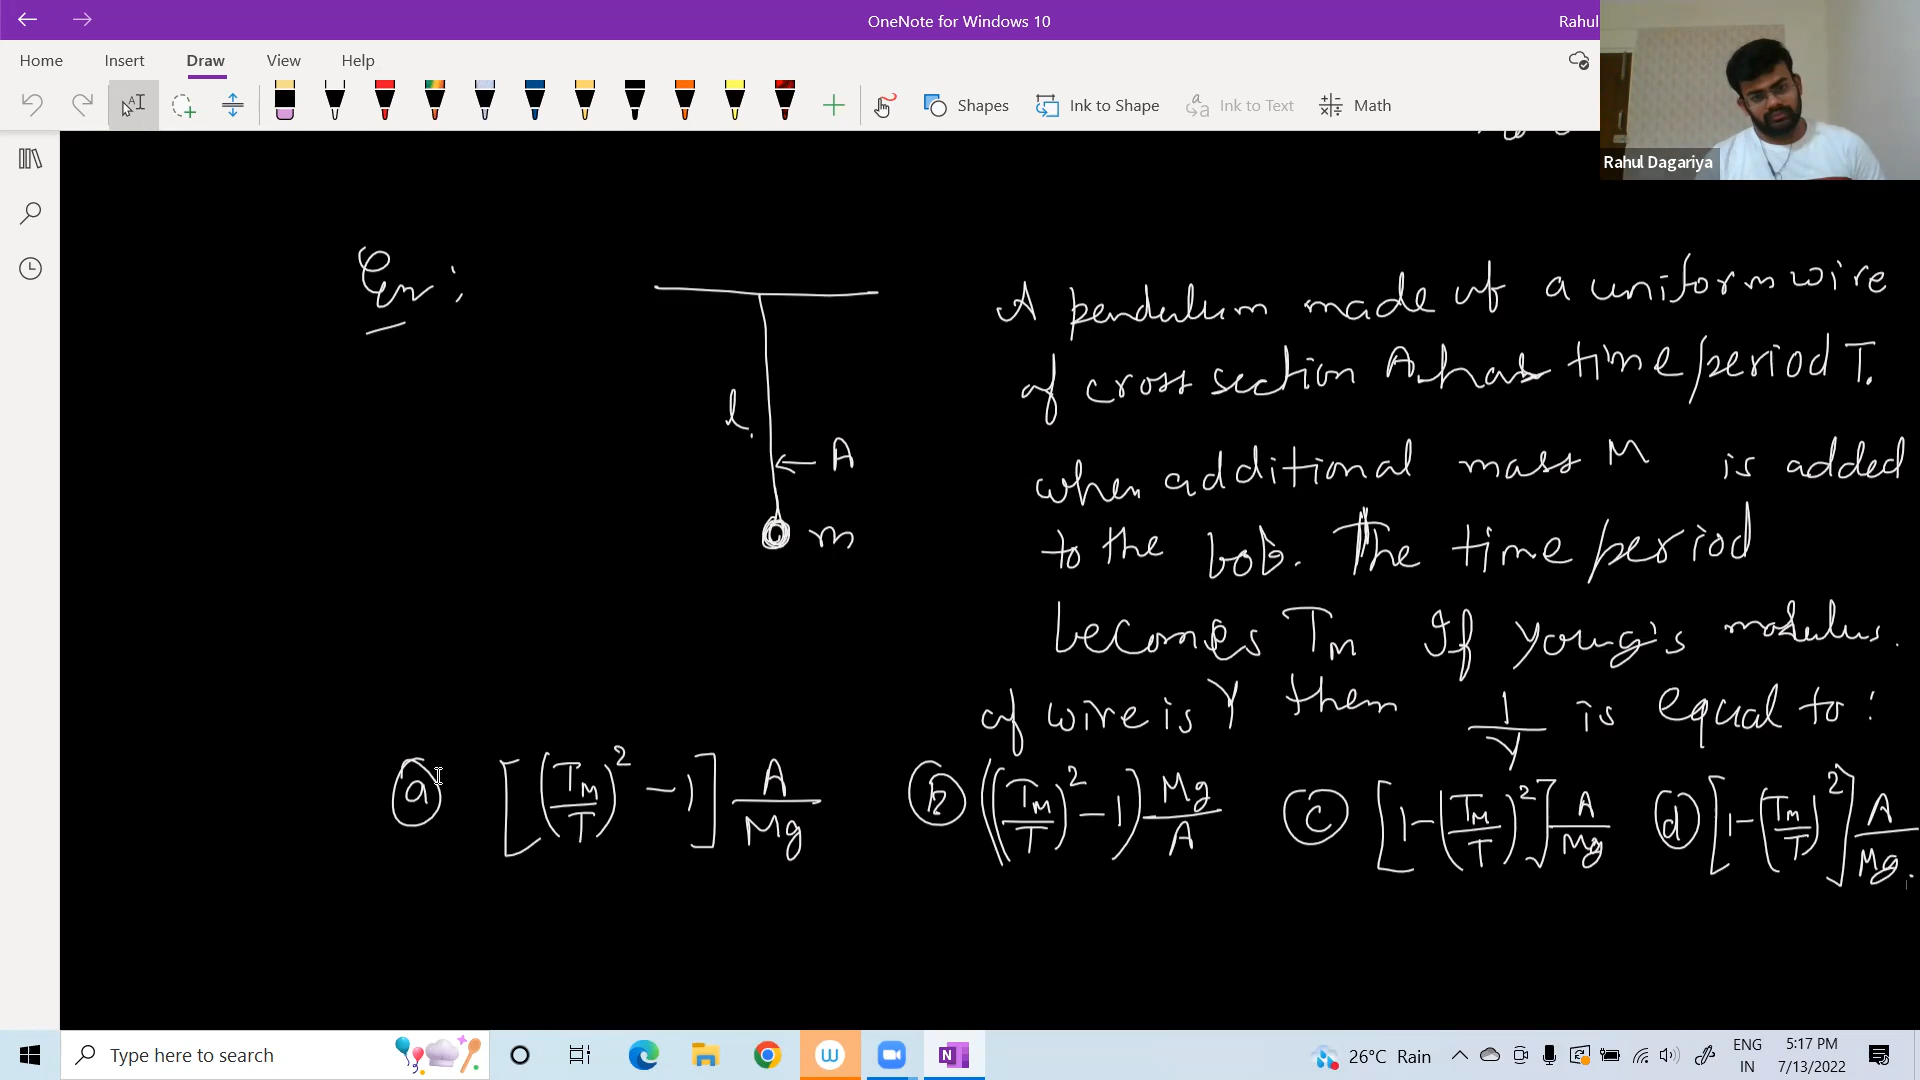 OneNote for Windows 10
Rahul
Home Insert Draw View Help
Shapes Ink to Shape Ink to Text Math
Rahul Dagariya
Ex:
A pendulum made of a uniform wire
of cross section A has time period T.
when additional mass M is added
to the bob. The time period
becomes T_M If young's modulus.
of wire is Y them 1/Y is equal to:
l
A
m
(a) [(T_M/T)^2 - 1] A/Mg (b) ((T_M/T)^2 - 1) Mg/A (c) [1 - (T_M/T)^2] A/Mg (d) [1 - (T_M/T)^2] A/Mg.
Type here to search
26°C Rain
ENG
IN
5:17 PM
7/13/2022